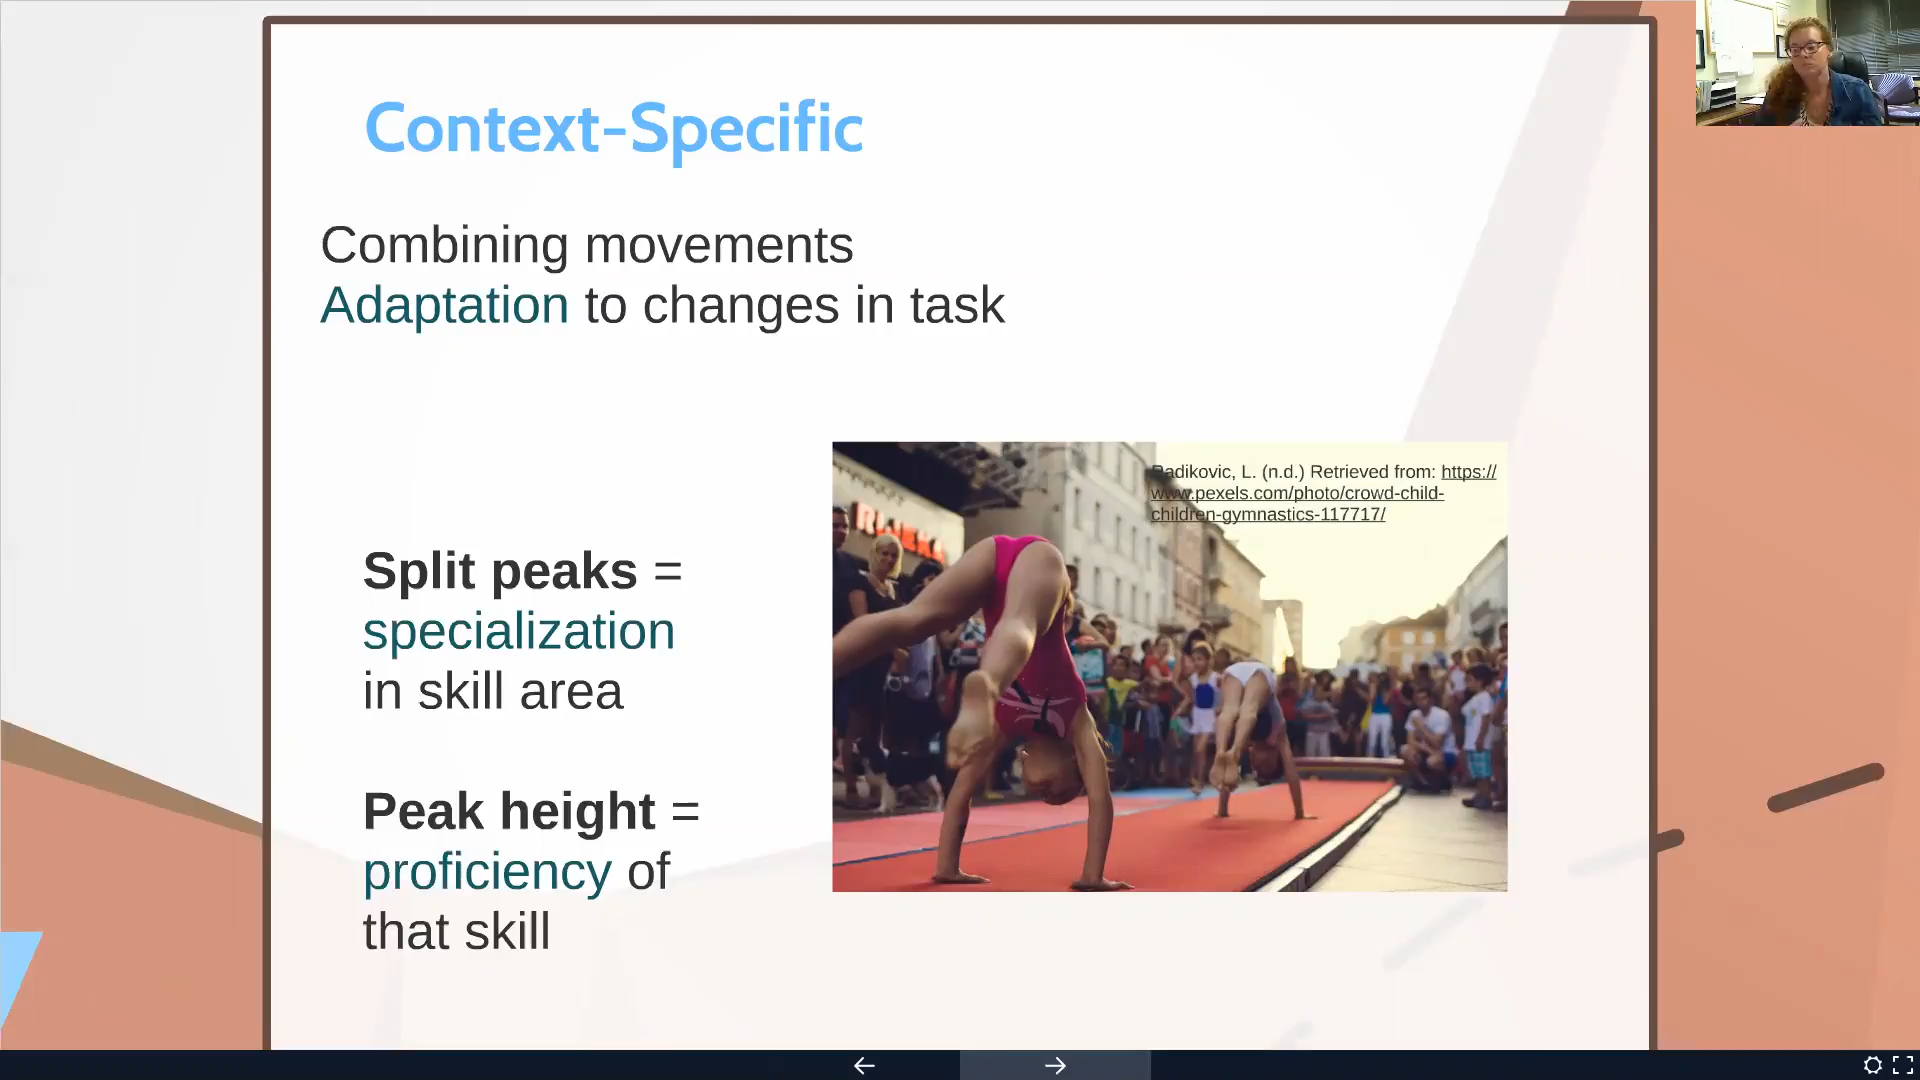 Context-Specific
Combining movements
Adaptation to changes in task
Radikovic, L. (n.d.) Retrieved from: https://
www.pexels.com/photo/crowd-child-
children-gymnastics-117717/
Split peaks =
specialization
in skill area
Peak height =
proficiency of
that skill